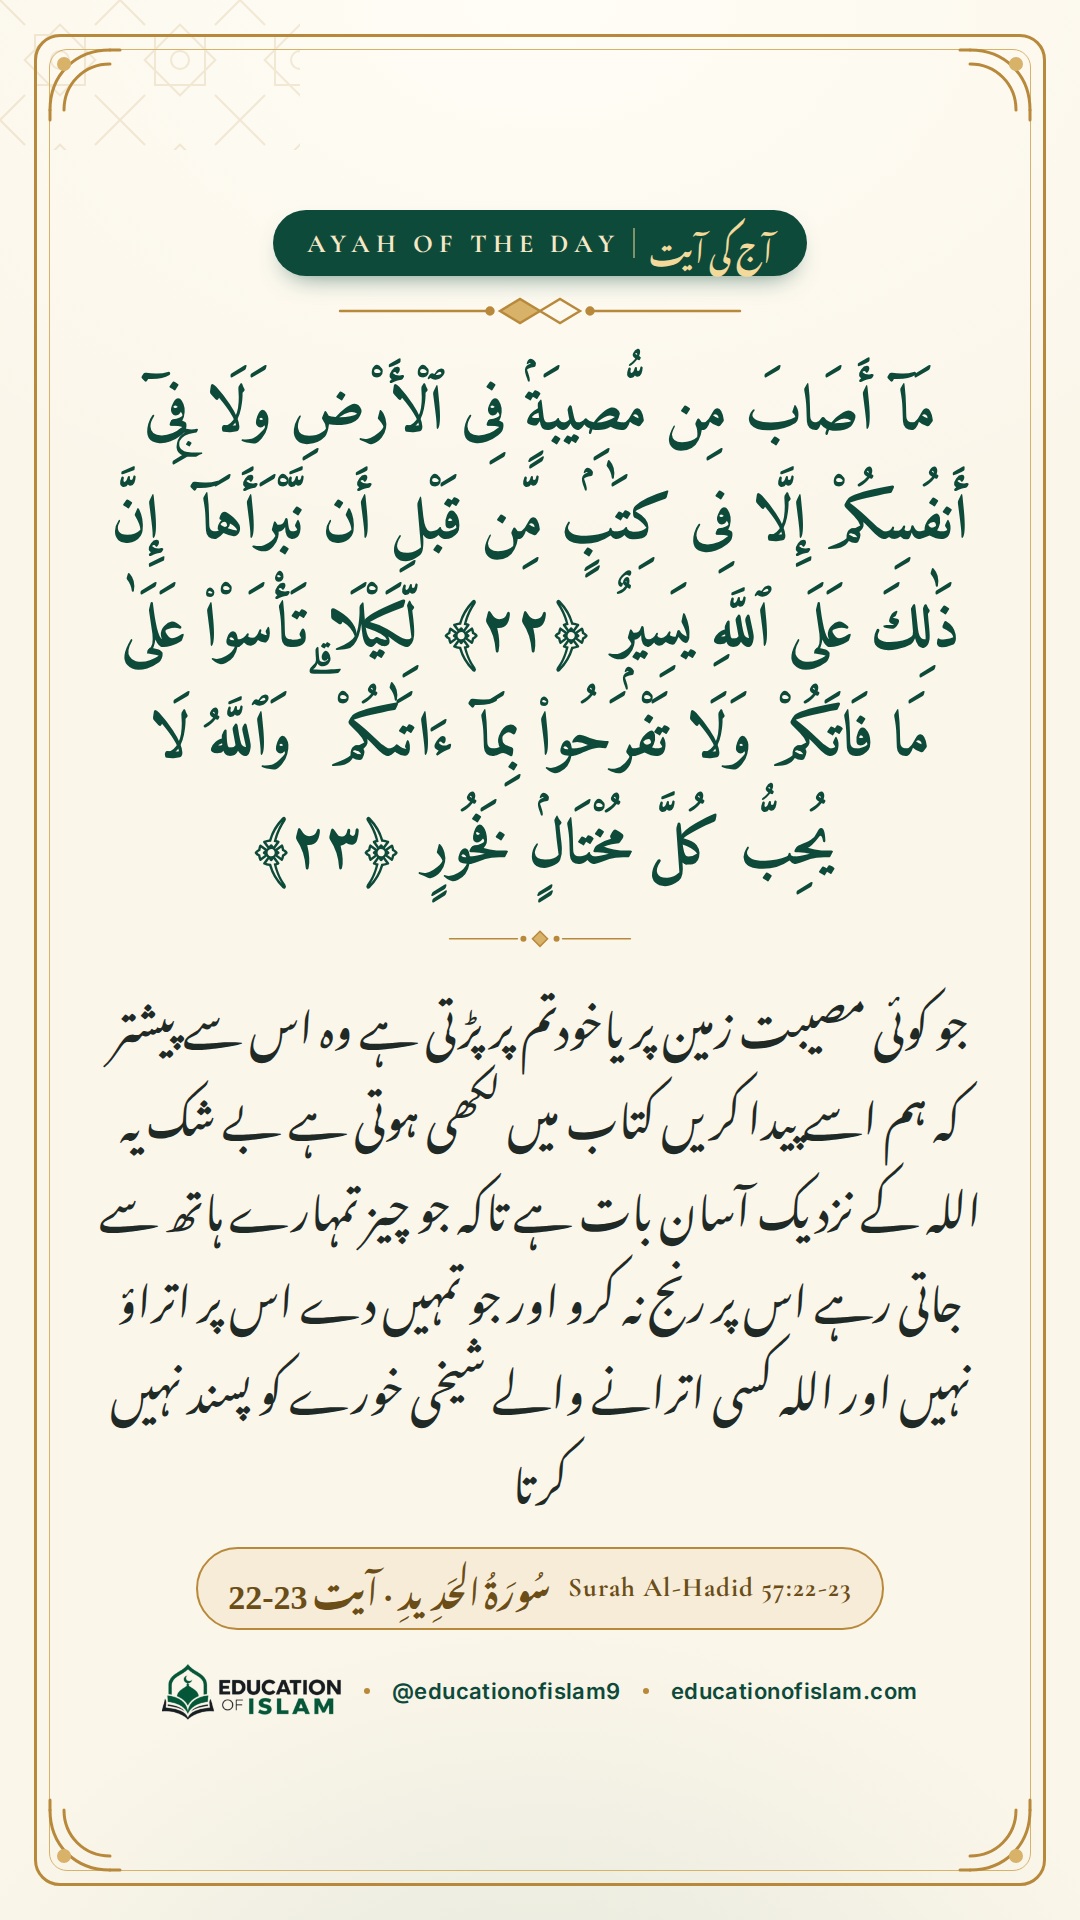 AYAH OF THE DAY | آج کی آیت
مَآ أَصَابَ مِن مُّصِيبَةٍۢ فِى ٱلْأَرْضِ وَلَا فِىٓ
أَنفُسِكُمْ إِلَّا فِى كِتَـٰبٍۢ مِّن قَبْلِ أَن نَّبْرَأَهَآ ۚ إِنَّ
ذَٰلِكَ عَلَى ٱللَّهِ يَسِيرٌۭ ﴿٢٢﴾ لِّكَيْلَا تَأْسَوْا۟ عَلَىٰ
مَا فَاتَكُمْ وَلَا تَفْرَحُوا۟ بِمَآ ءَاتَىٰكُمْ ۗ وَٱللَّهُ لَا
يُحِبُّ كُلَّ مُخْتَالٍۢ فَخُورٍ ﴿٢٣﴾
جو کوئی مصیبت زمین پر یا خود تم پر پڑتی ہے وہ اس سے پیشتر
کہ ہم اسے پیدا کریں کتاب میں لکھی ہوتی ہے بے شک یہ
الله کے نزدیک آسان بات ہے تاکہ جو چیز تمہارے ہاتھ سے
جاتی رہے اس پر رنج نہ کرو اور جو تمہیں دے اس پر اتراؤ
نہیں اور الله کسی اترانے والے شیخی خورے کو پسند نہیں
کرتا
سُورَةُ الحَدِيدِ · آیت 22-23 Surah Al-Hadid 57:22-23
EDUCATION OF ISLAM • @educationofislam9 • educationofislam.com